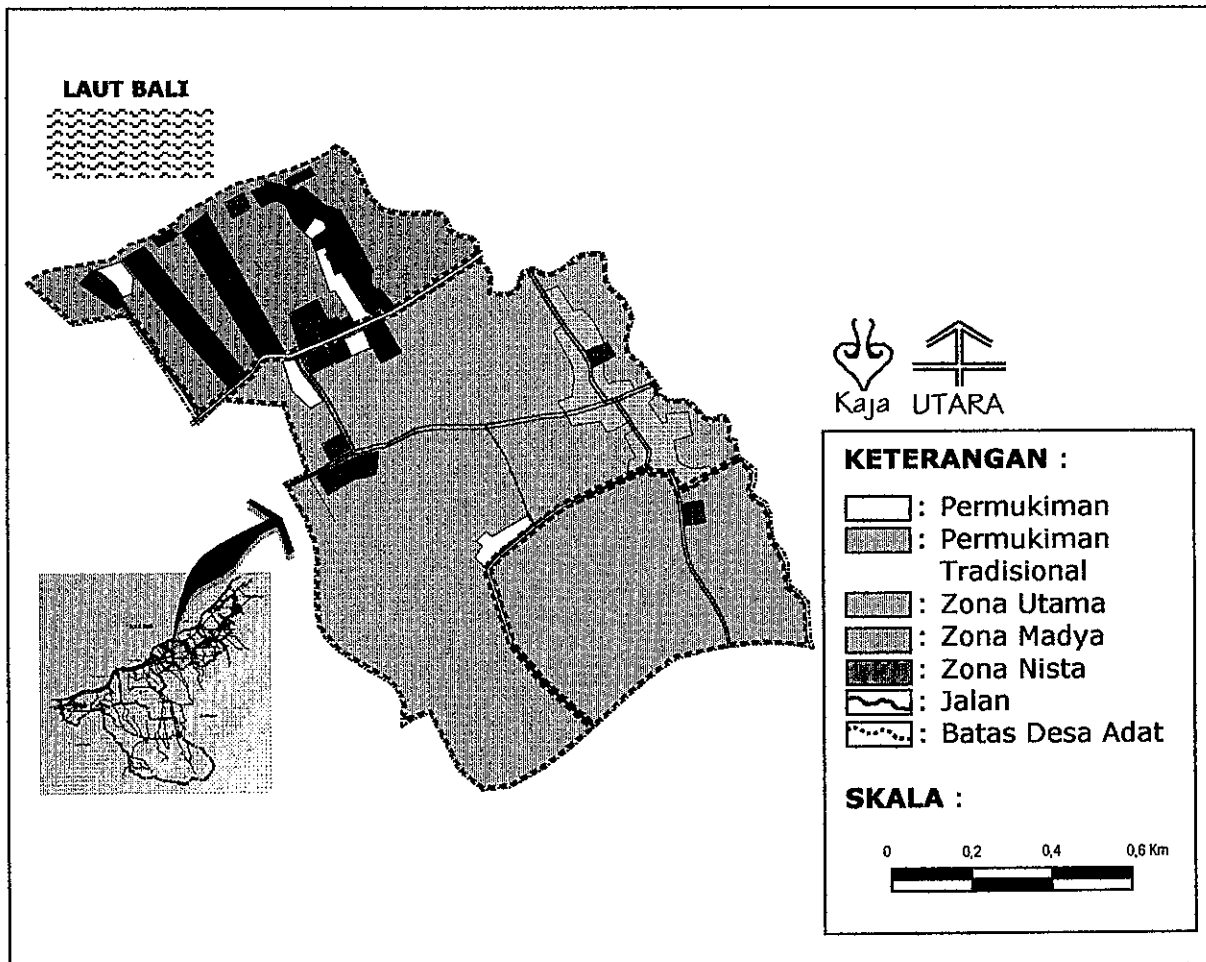 LAUT BALI
Kaja UTARA
KETERANGAN :
: Permukiman
: Permukiman
Tradisional
: Zona Utama
: Zona Madya
: Zona Nista
: Jalan
: Batas Desa Adat
SKALA :
0 0,2 0,4 0,6 Km